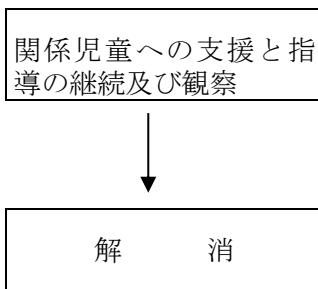 関係児童への支援と指
導の継続及び観察
解　　消